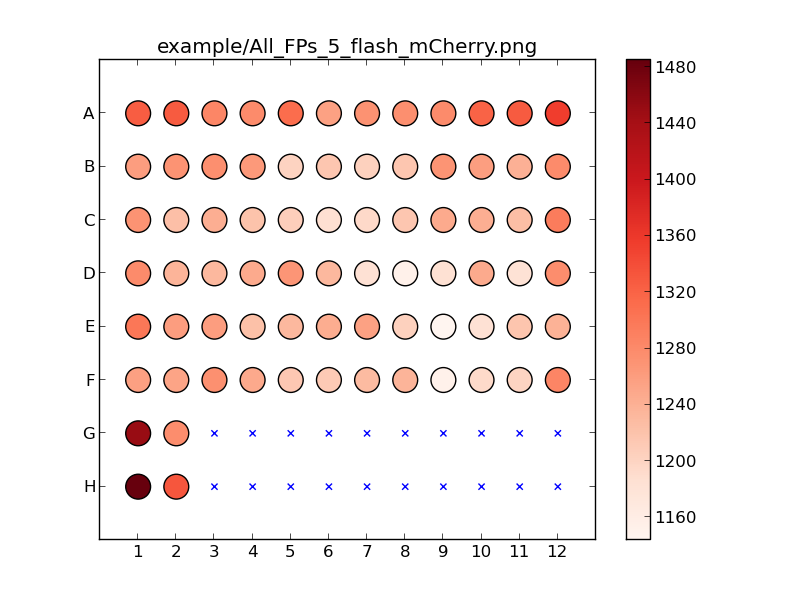 example/All_FPs_5_flash_mCherry.png
A
B
C
D
E
F
G
H
1 2 3 4 5 6 7 8 9 10 11 12
1480
1440
1400
1360
1320
1280
1240
1200
1160